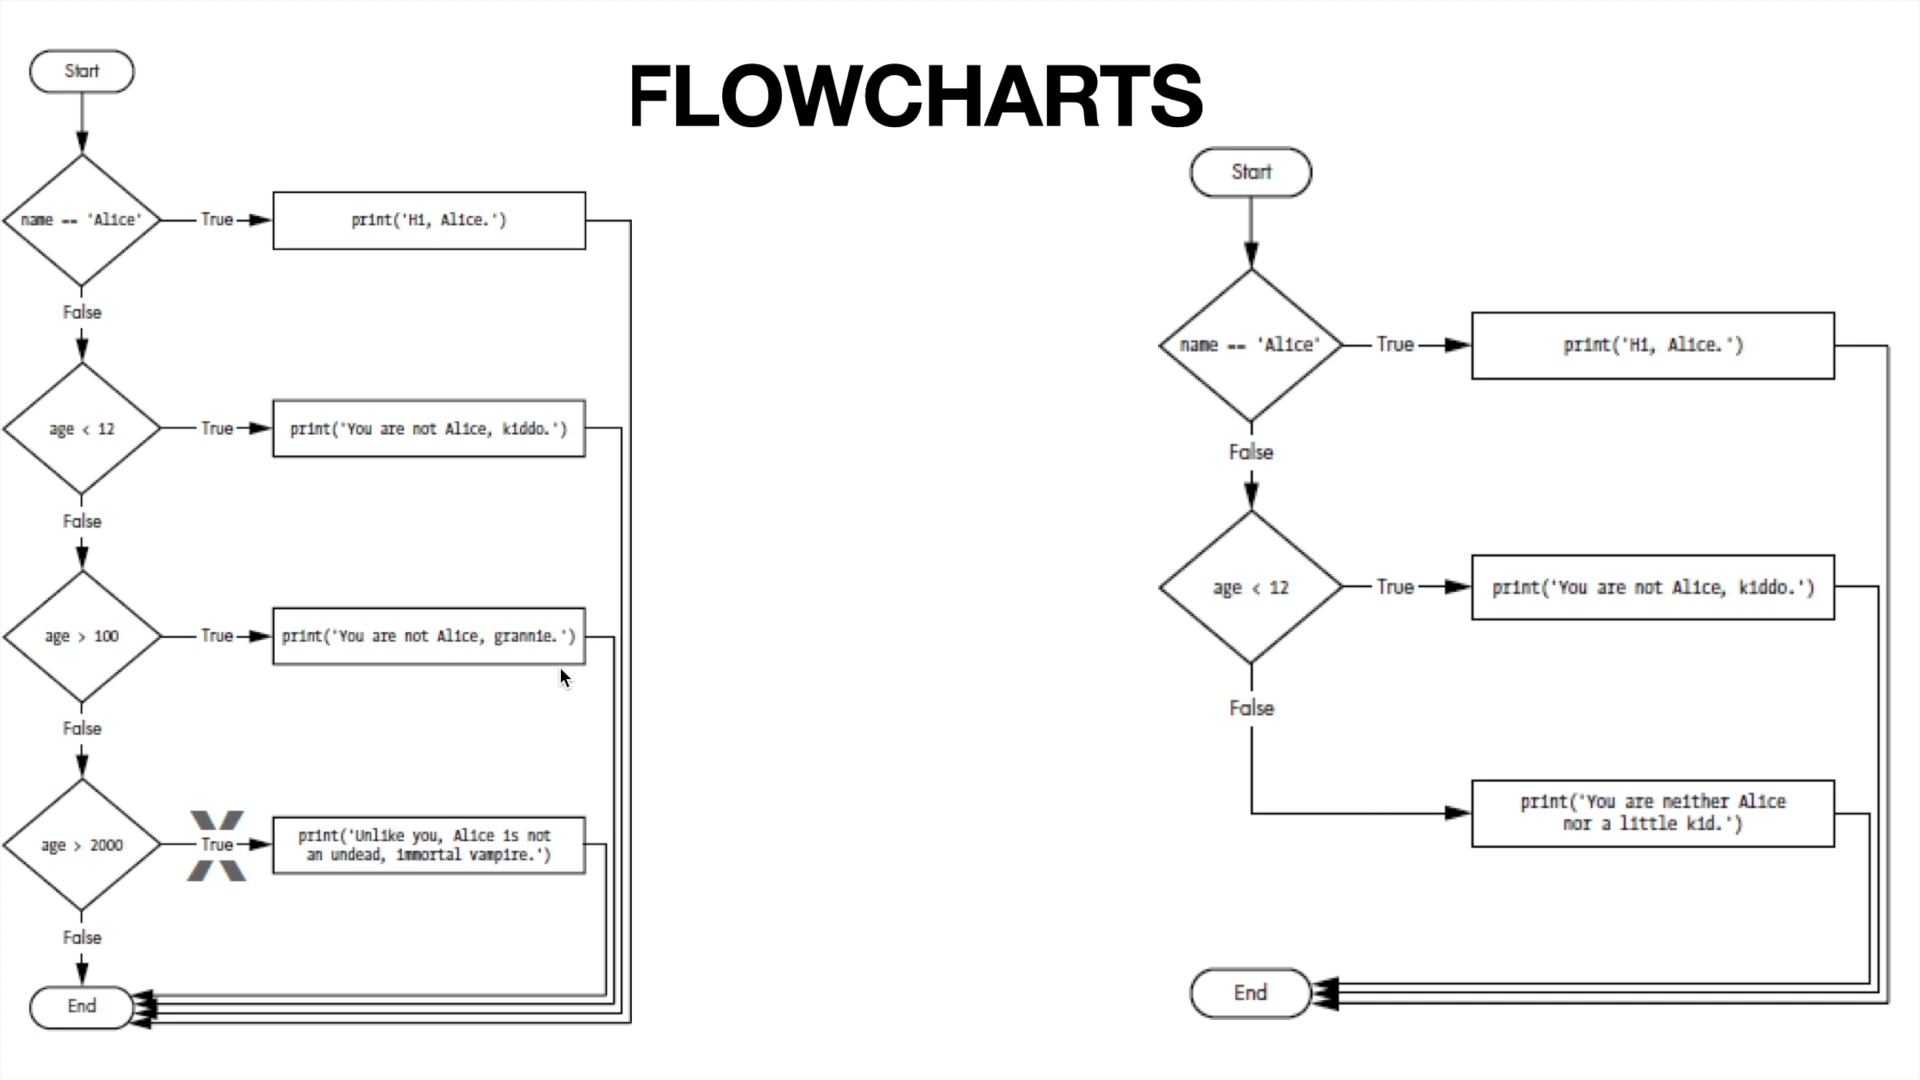 FLOWCHARTS
Start
name == 'Alice'
True
print('Hi, Alice.')
False
age < 12
True
print('You are not Alice, kiddo.')
False
age > 100
True
print('You are not Alice, grannie.')
False
age > 2000
X
True
print('Unlike you, Alice is not
an undead, immortal vampire.')
False
End
Start
name == 'Alice'
True
print('Hi, Alice.')
False
age < 12
True
print('You are not Alice, kiddo.')
False
print('You are neither Alice
nor a little kid.')
End